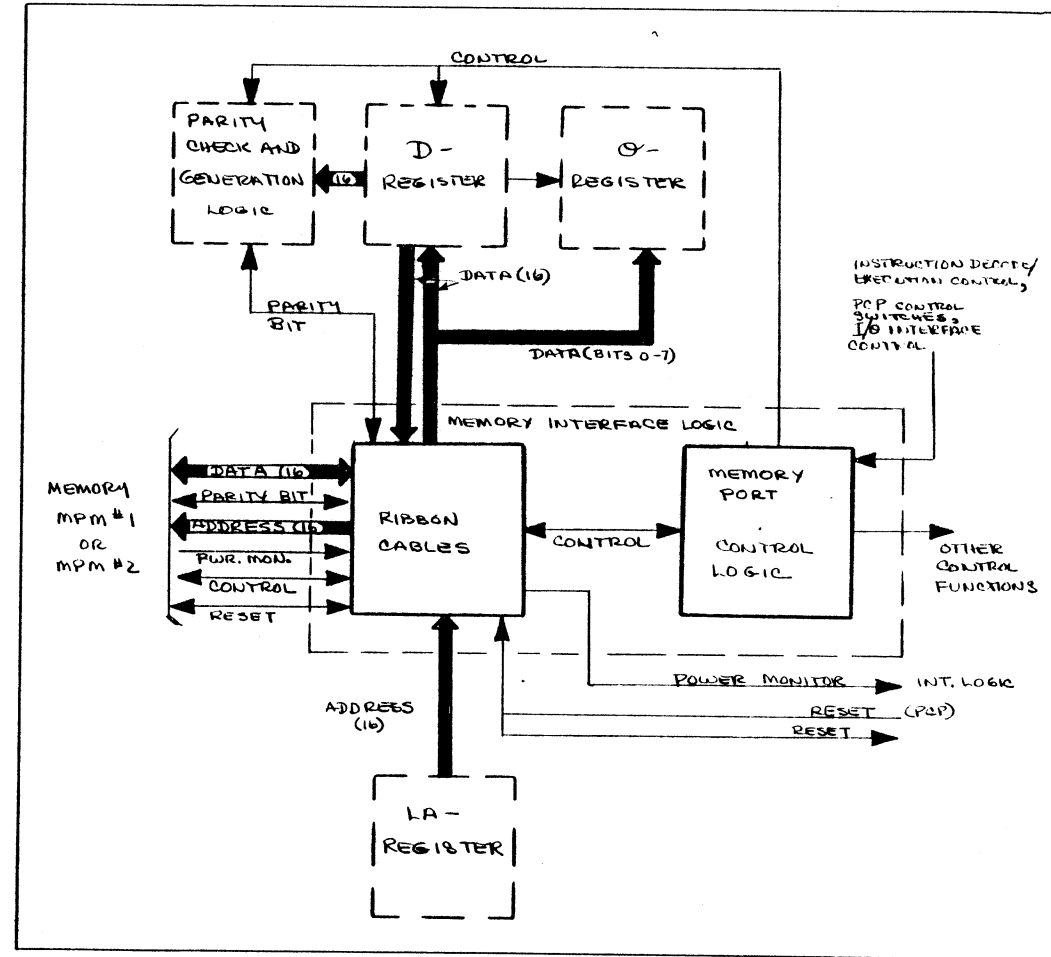 CONTROL
PARITY
CHECK AND
GENERATION
LOGIC
(16)
D-
REGISTER
O-
REGISTER
DATA (16)
PARITY
BIT
DATA (BITS 0-7)
INSTRUCTION DECODE/
EXECUTION CONTROL,
PCP CONTROL
SWITCHES,
I/O INTERFACE
CONTROL
MEMORY INTERFACE LOGIC
MEMORY
MPM #1
OR
MPM #2
DATA (16)
PARITY BIT
ADDRESS (16)
PWR. MON.
CONTROL
RESET
RIBBON
CABLES
CONTROL
MEMORY
PORT
CONTROL
LOGIC
OTHER
CONTROL
FUNCTIONS
POWER MONITOR
INT. LOGIC
RESET (PCP)
RESET
ADDRESS
(16)
LA-
REGISTER